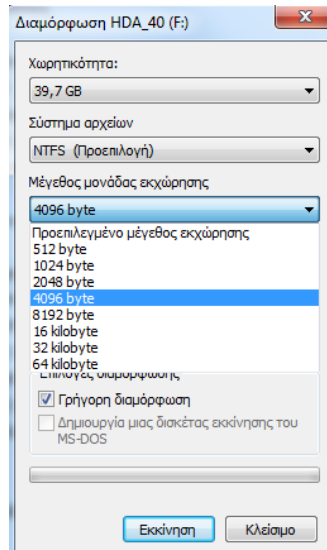 Διαμόρφωση HDA_40 (F:)
Χωρητικότητα:
39,7 GB
Σύστημα αρχείων
NTFS (Προεπιλογή)
Μέγεθος μονάδας εκχώρησης
4096 byte
Προεπιλεγμένο μέγεθος εκχώρησης
512 byte
1024 byte
2048 byte
4096 byte
8192 byte
16 kilobyte
32 kilobyte
64 kilobyte
Επιλογές διαμόρφωσης
Γρήγορη διαμόρφωση
Δημιουργία μιας δισκέτας εκκίνησης του
MS-DOS
Εκκίνηση
Κλείσιμο